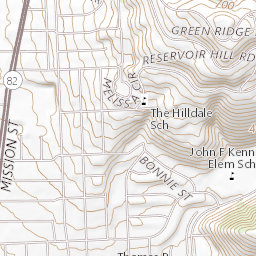 700
GREEN RIDGE
RESERVOIR HILL RD
82
MELISSA CIR
The Hilldale
Sch
MISSION ST
John F Kenn
Elem Sch
BONNIE ST